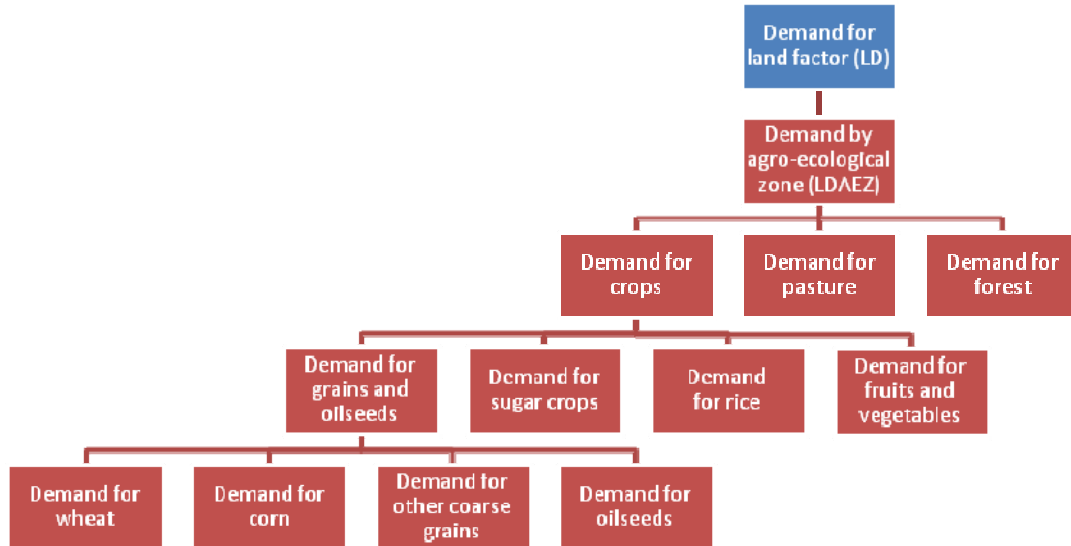 Demand for
land factor (LD)
Demand by
agro-ecological
zone (LDAEZ)
Demand for
crops
Demand for
pasture
Demand for
forest
Demand for
grains and
oilseeds
Demand for
sugar crops
Demand
for rice
Demand for
fruits and
vegetables
Demand for
wheat
Demand for
corn
Demand for
other coarse
grains
Demand for
oilseeds